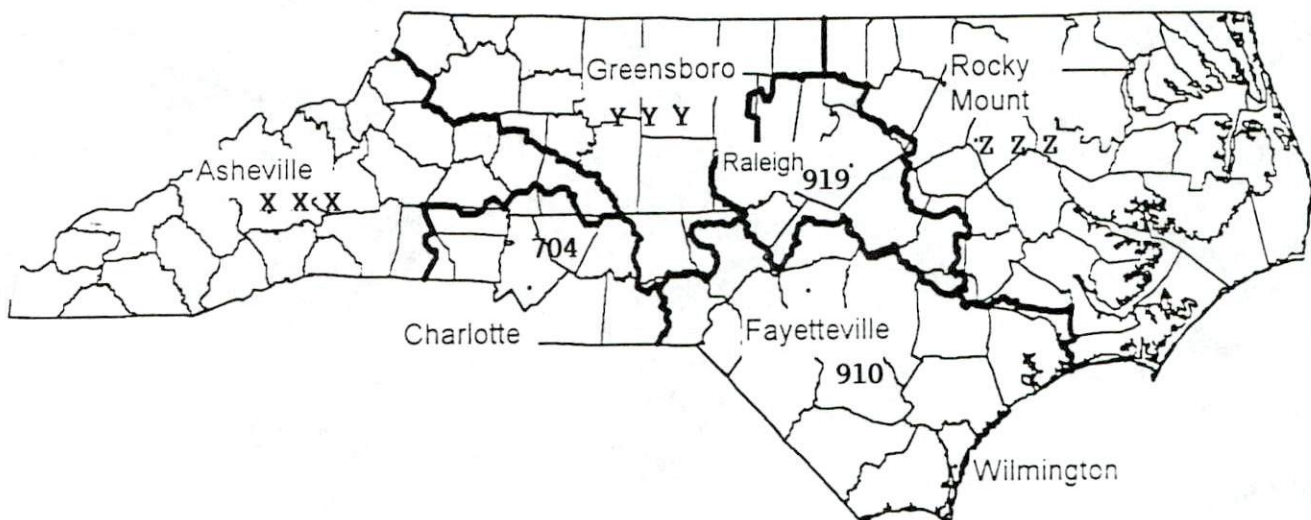 Greensboro
Y Y Y
Rocky
Mount
Z Z Z
Asheville
X X X
Raleigh
919
704
Charlotte
Fayetteville
910
Wilmington